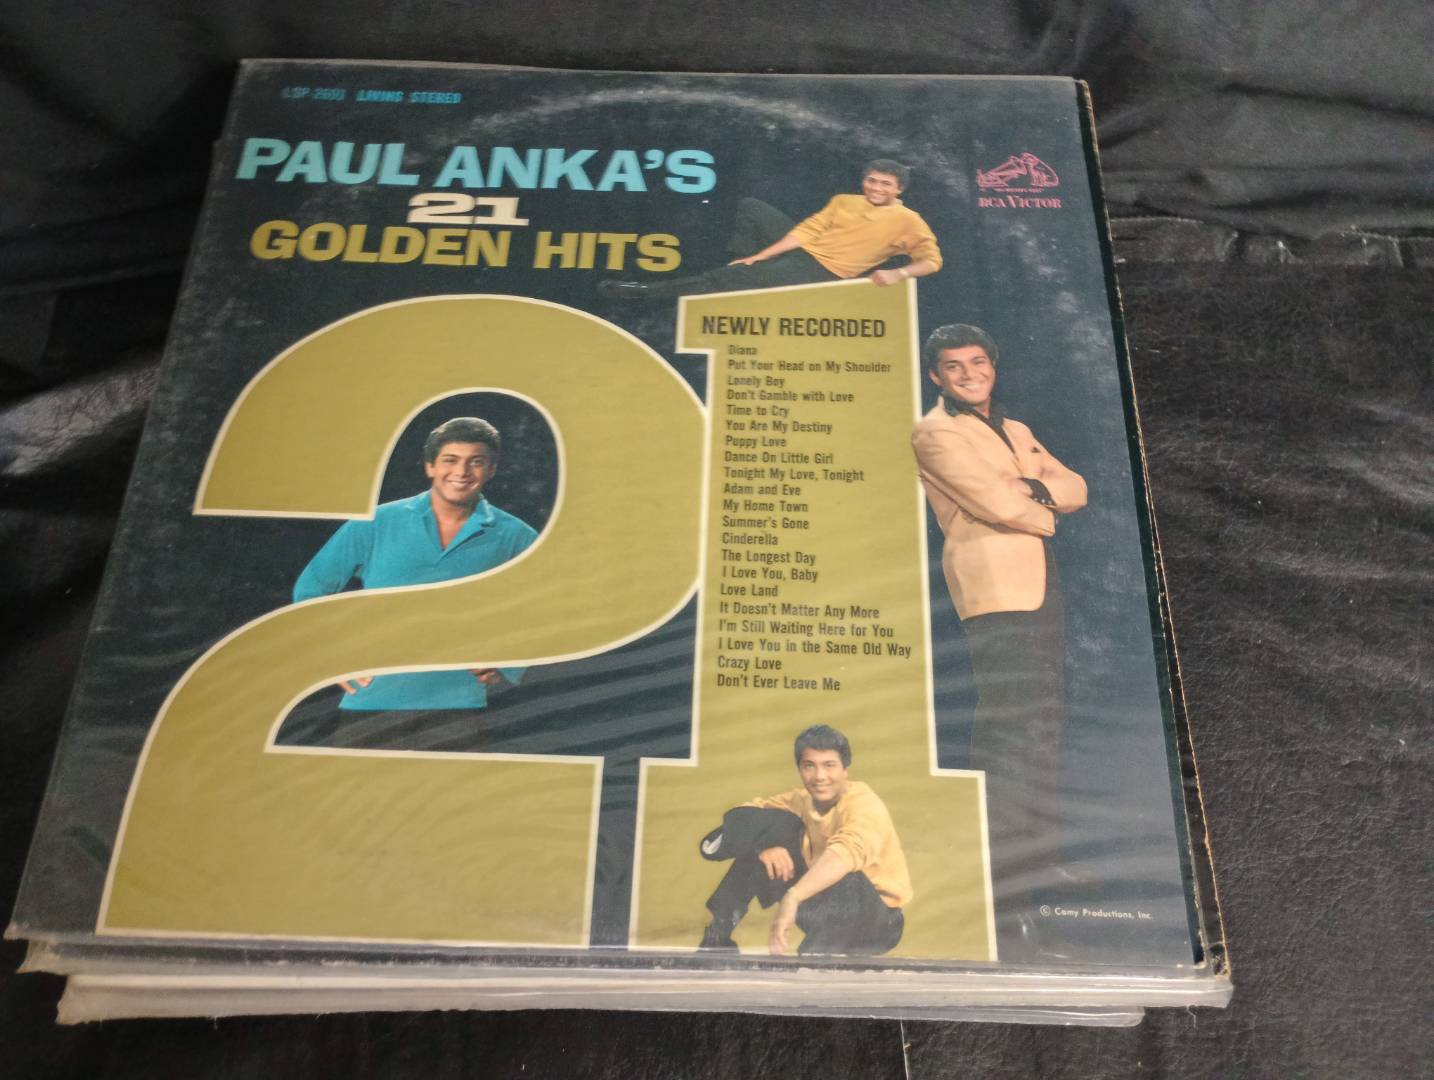 LSP-2691 LIVING STEREO
PAUL ANKA'S
21
GOLDEN HITS
"HIS MASTER'S VOICE"
RCA VICTOR
21
NEWLY RECORDED
Diana
Put Your Head on My Shoulder
Lonely Boy
Don't Gamble with Love
Time to Cry
You Are My Destiny
Puppy Love
Dance On Little Girl
Tonight My Love, Tonight
Adam and Eve
My Home Town
Summer's Gone
Cinderella
The Longest Day
I Love You, Baby
Love Land
It Doesn't Matter Any More
I'm Still Waiting Here for You
I Love You in the Same Old Way
Crazy Love
Don't Ever Leave Me
© Camy Productions, Inc.